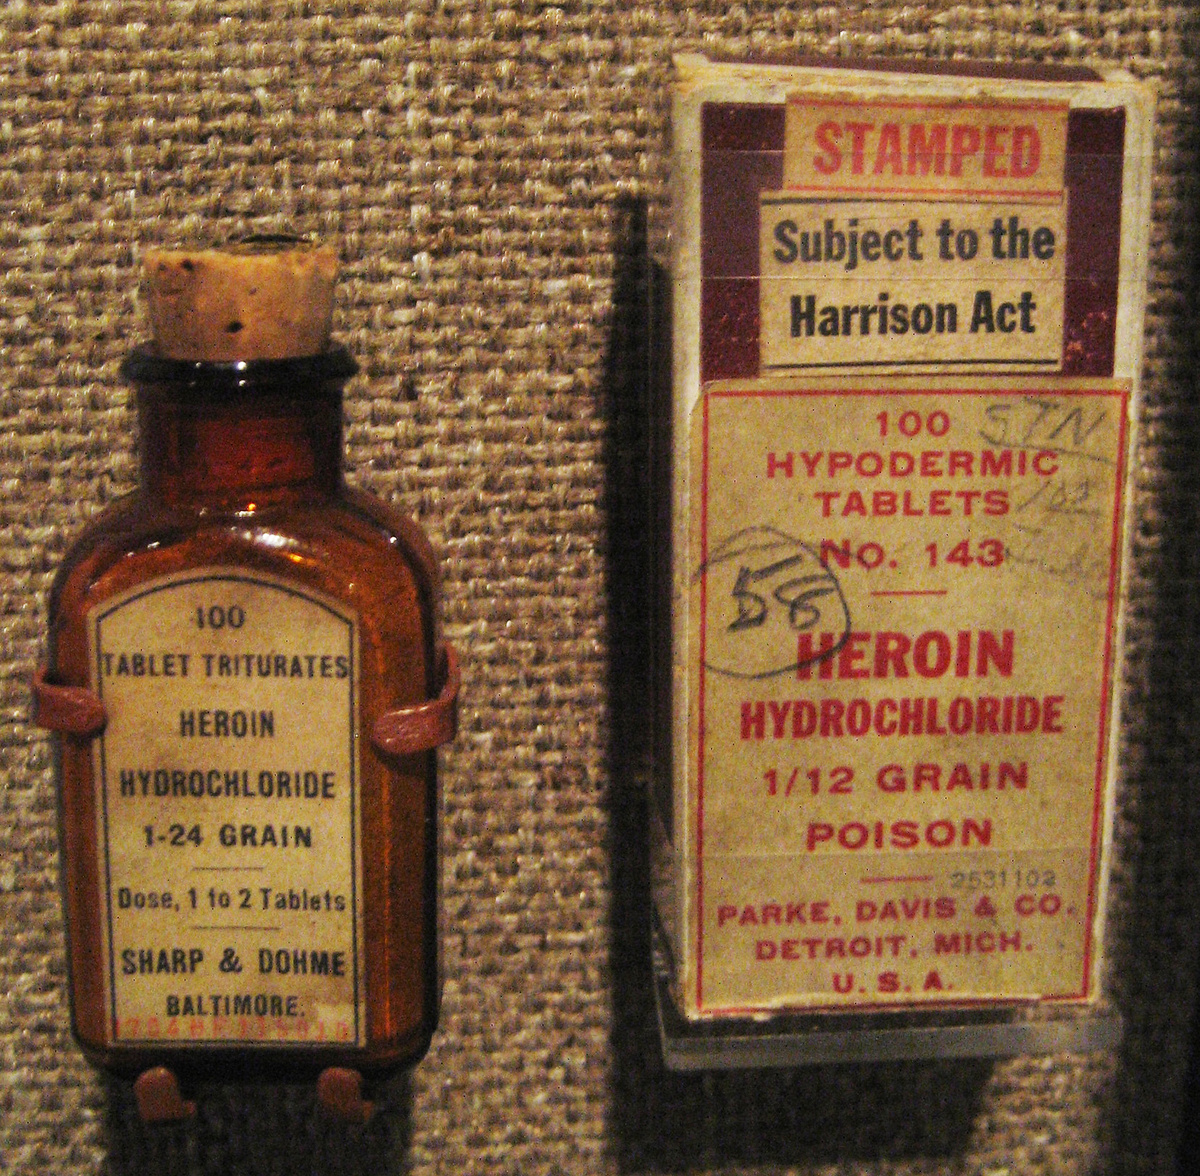 100
TABLET TRITURATES
HEROIN
HYDROCHLORIDE
1-24 GRAIN
Dose, 1 to 2 Tablets
SHARP & DOHME
BALTIMORE.
STAMPED
Subject to the
Harrison Act
100 STN
HYPODERMIC
TABLETS
No. 143
58
HEROIN
HYDROCHLORIDE
1/12 GRAIN
POISON
2531102
PARKE, DAVIS & CO.
DETROIT, MICH.
U. S. A.